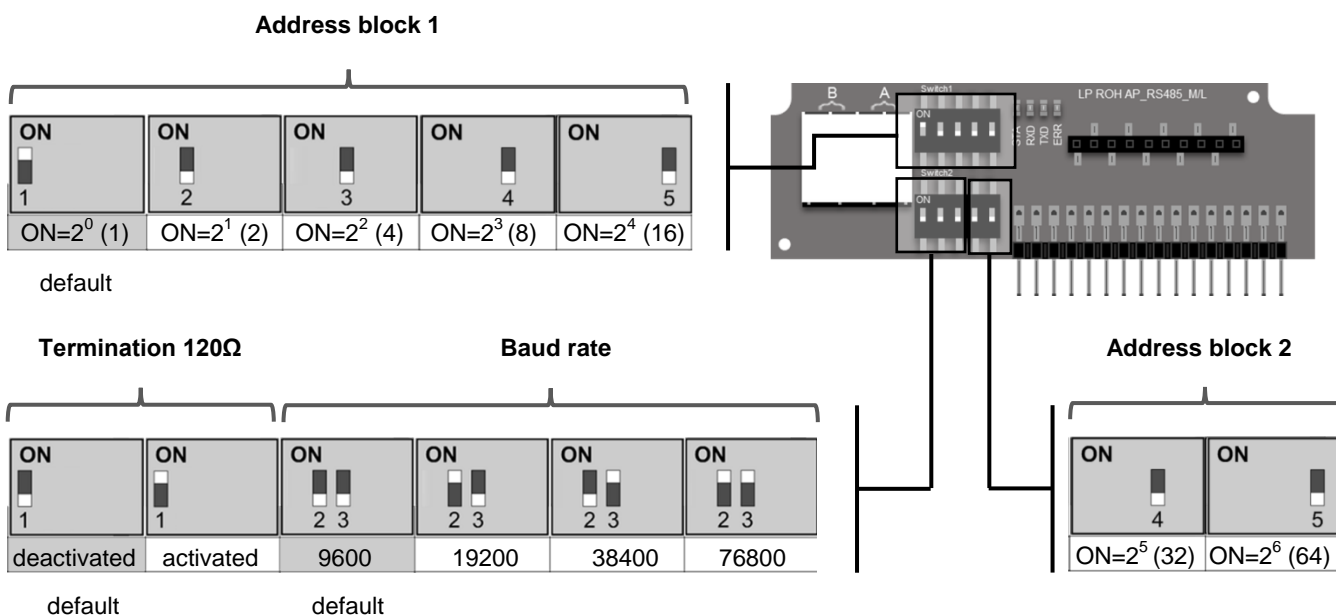 Address block 1
ON ON ON ON ON
1 2 3 4 5
ON=2⁰ (1) ON=2¹ (2) ON=2² (4) ON=2³ (8) ON=2⁴ (16)
default
B A
Switch1
ON
LP ROH AP_RS485_M/L
RXD
TXD
ERR
Switch2
ON
Termination 120Ω Baud rate
ON ON ON ON ON ON
1 1 2 3 2 3 2 3 2 3
deactivated activated 9600 19200 38400 76800
default default
Address block 2
ON ON
4 5
ON=2⁵ (32) ON=2⁶ (64)